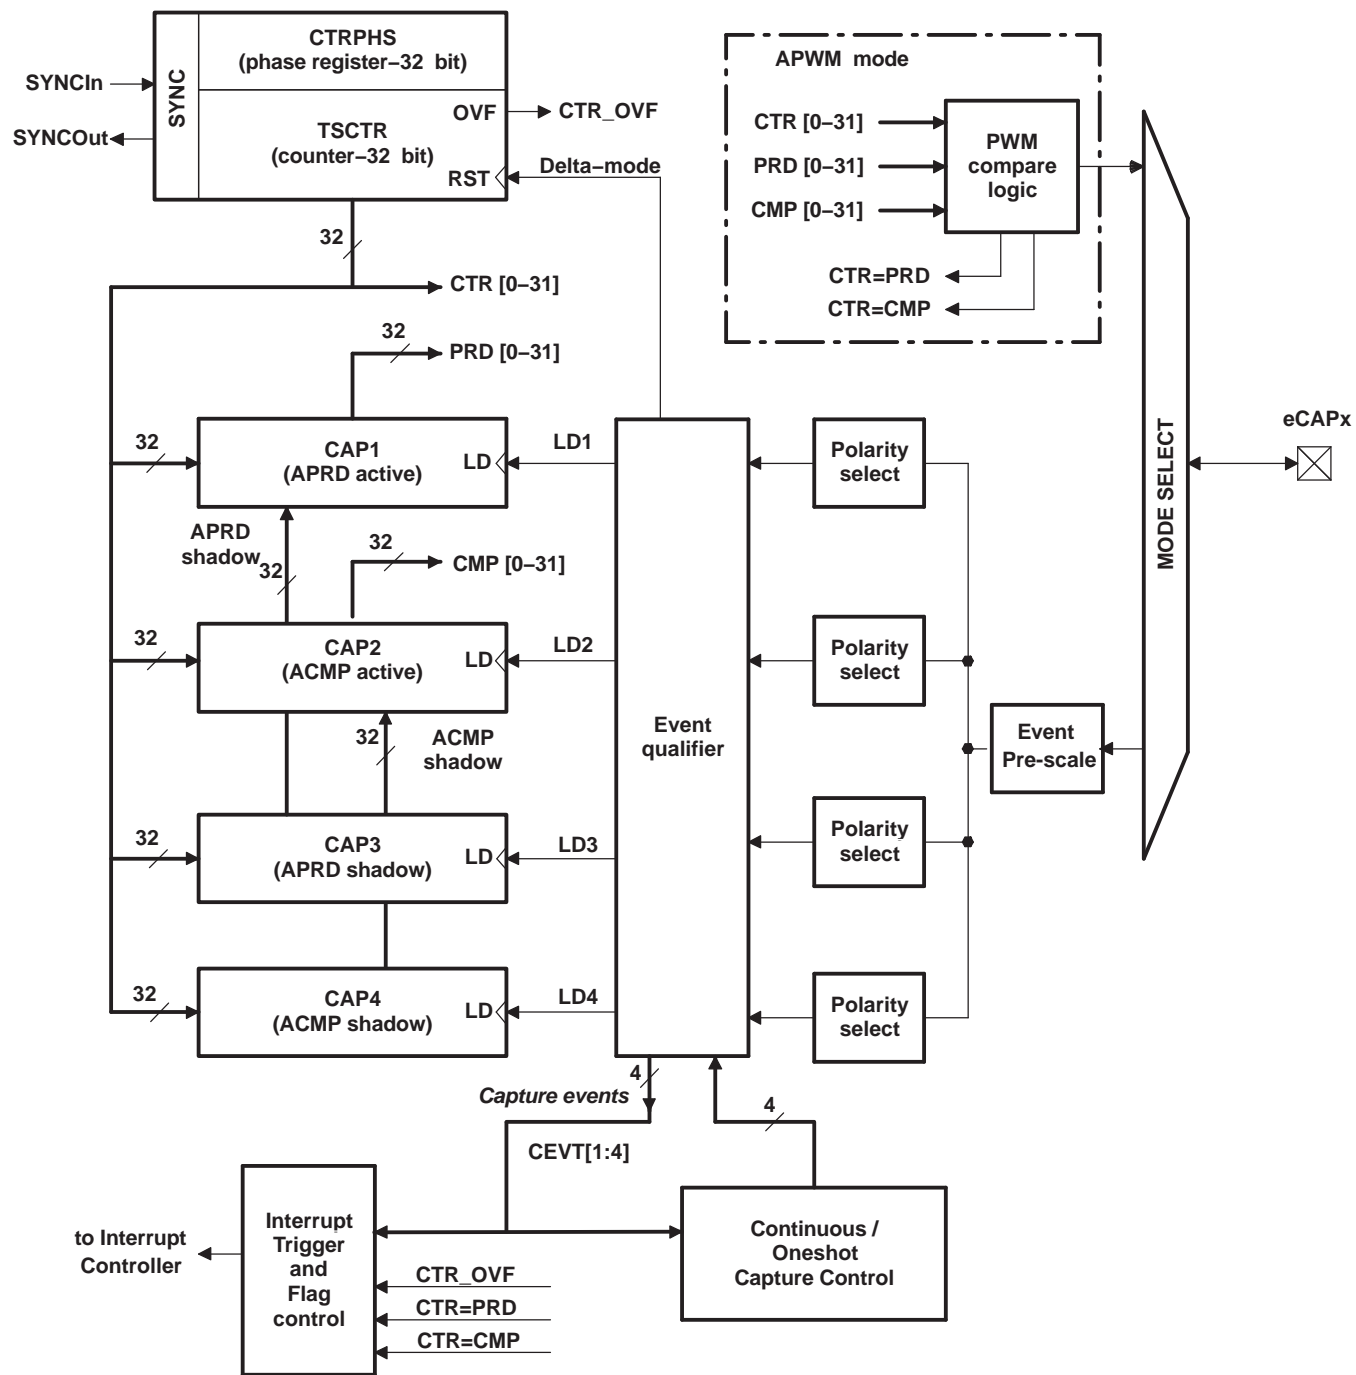 CTRPHS
(phase register−32 bit)
SYNC
SYNCIn
SYNCOut
OVF
CTR_OVF
TSCTR
(counter−32 bit)
RST
Delta−mode
32
CTR [0−31]
32
PRD [0−31]
APWM mode
CTR [0−31]
PRD [0−31]
CMP [0−31]
PWM
compare
logic
CTR=PRD
CTR=CMP
MODE SELECT
eCAPx
32
CAP1
(APRD active)
LD
LD1
Polarity
select
APRD
shadow
32
32
CMP [0−31]
32
CAP2
(ACMP active)
LD
LD2
Polarity
select
32
ACMP
shadow
Event
qualifier
Event
Pre-scale
32
CAP3
(APRD shadow)
LD
LD3
Polarity
select
32
CAP4
(ACMP shadow)
LD
LD4
Polarity
select
4
Capture events
4
CEVT[1:4]
to Interrupt
Controller
Interrupt
Trigger
and
Flag
control
CTR_OVF
CTR=PRD
CTR=CMP
Continuous /
Oneshot
Capture Control